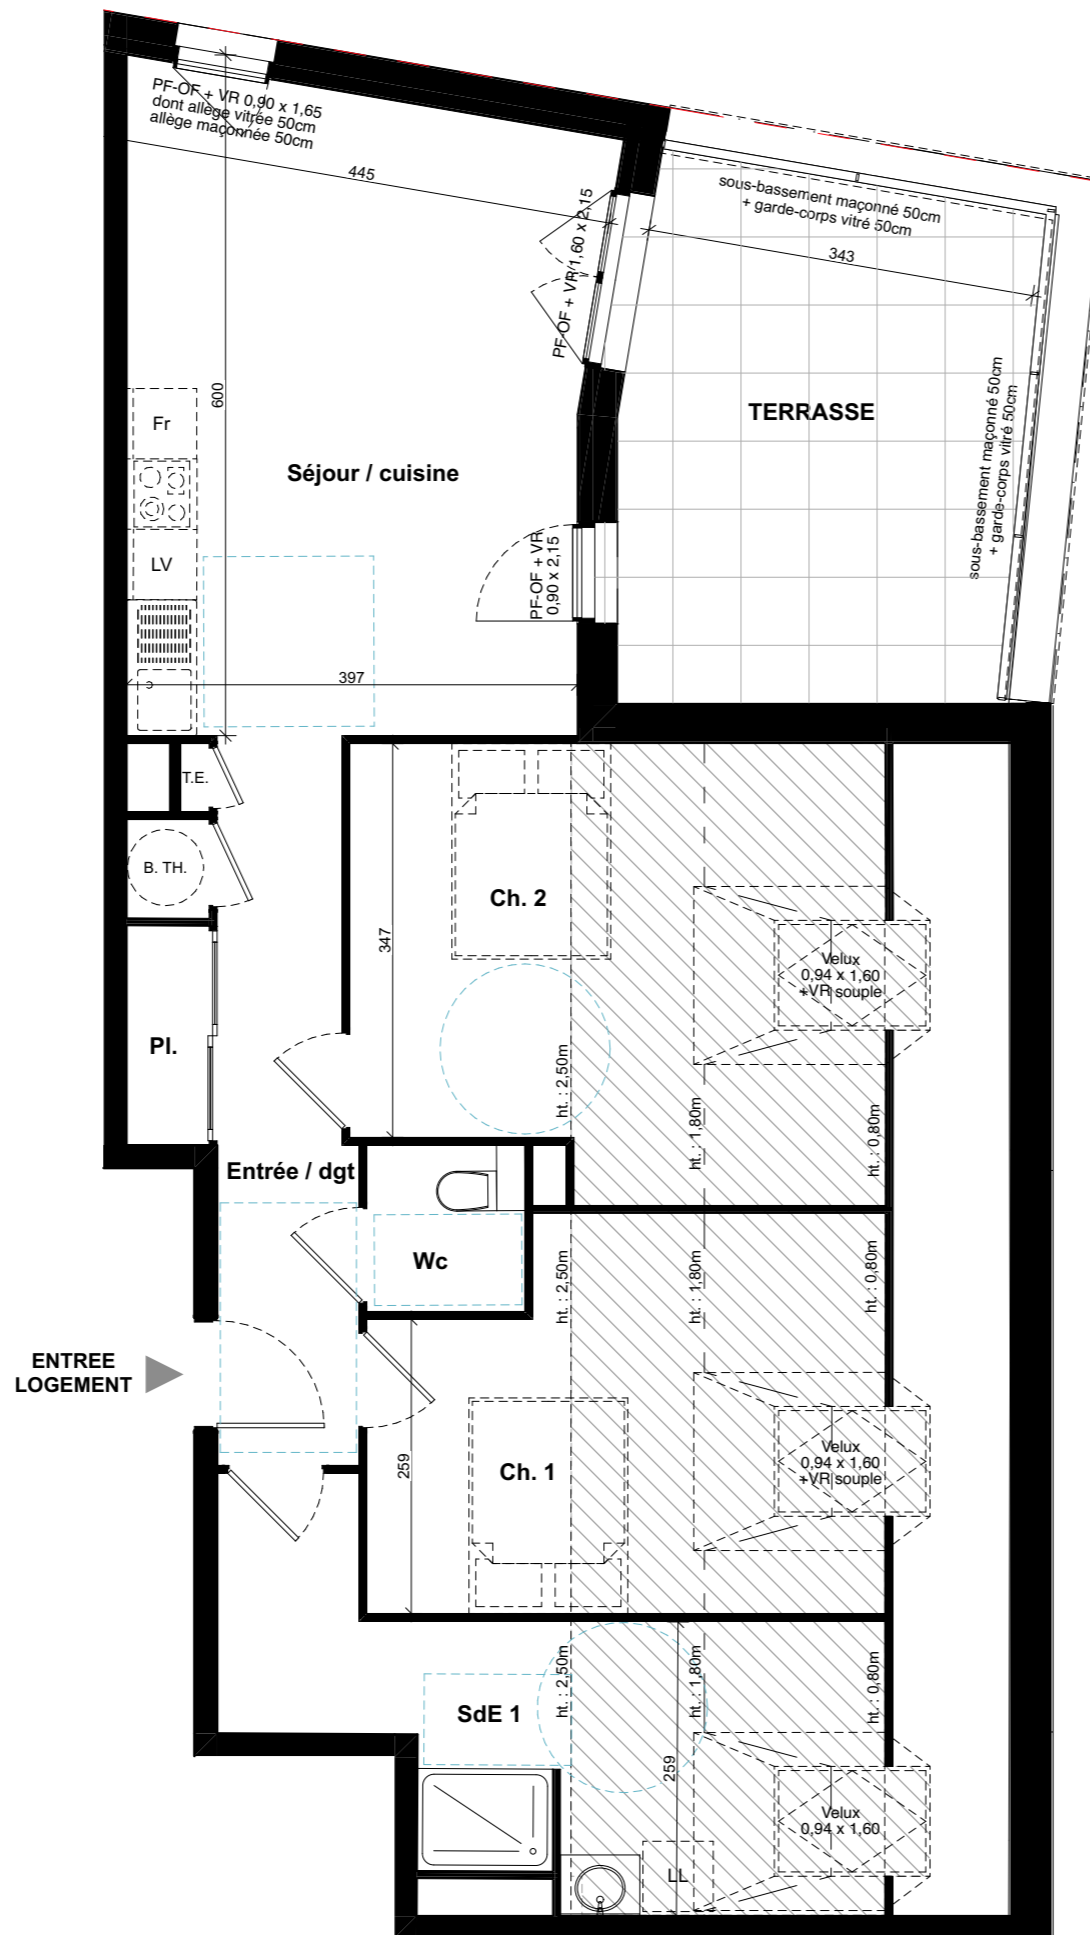 PF-OF + VR 0,90 x 1,65
dont allège vitrée 50cm
allège maçonnée 50cm
445
PF-OF + VR 1,60 x 2,15
sous-bassement maçonné 50cm
+ garde-corps vitré 50cm
343
600
Fr
TERRASSE
sous-bassement maçonné 50cm
+ garde-corps vitré 50cm
Séjour / cuisine
LV
PF-OF + VR
0,90 x 2,15
397
T.E.
B. TH.
Ch. 2
347
Velux
0,94 x 1,60
+VR souple
Pl.
ht. : 2,50m
ht. : 1,80m
ht. : 0,80m
Entrée / dgt
Wc
ht. : 2,50m
ht. : 1,80m
ht. : 0,80m
ENTREE
LOGEMENT
259
Ch. 1
Velux
0,94 x 1,60
+VR souple
ht. : 2,50m
ht. : 1,80m
ht. : 0,80m
SdE 1
259
Velux
0,94 x 1,60
LL